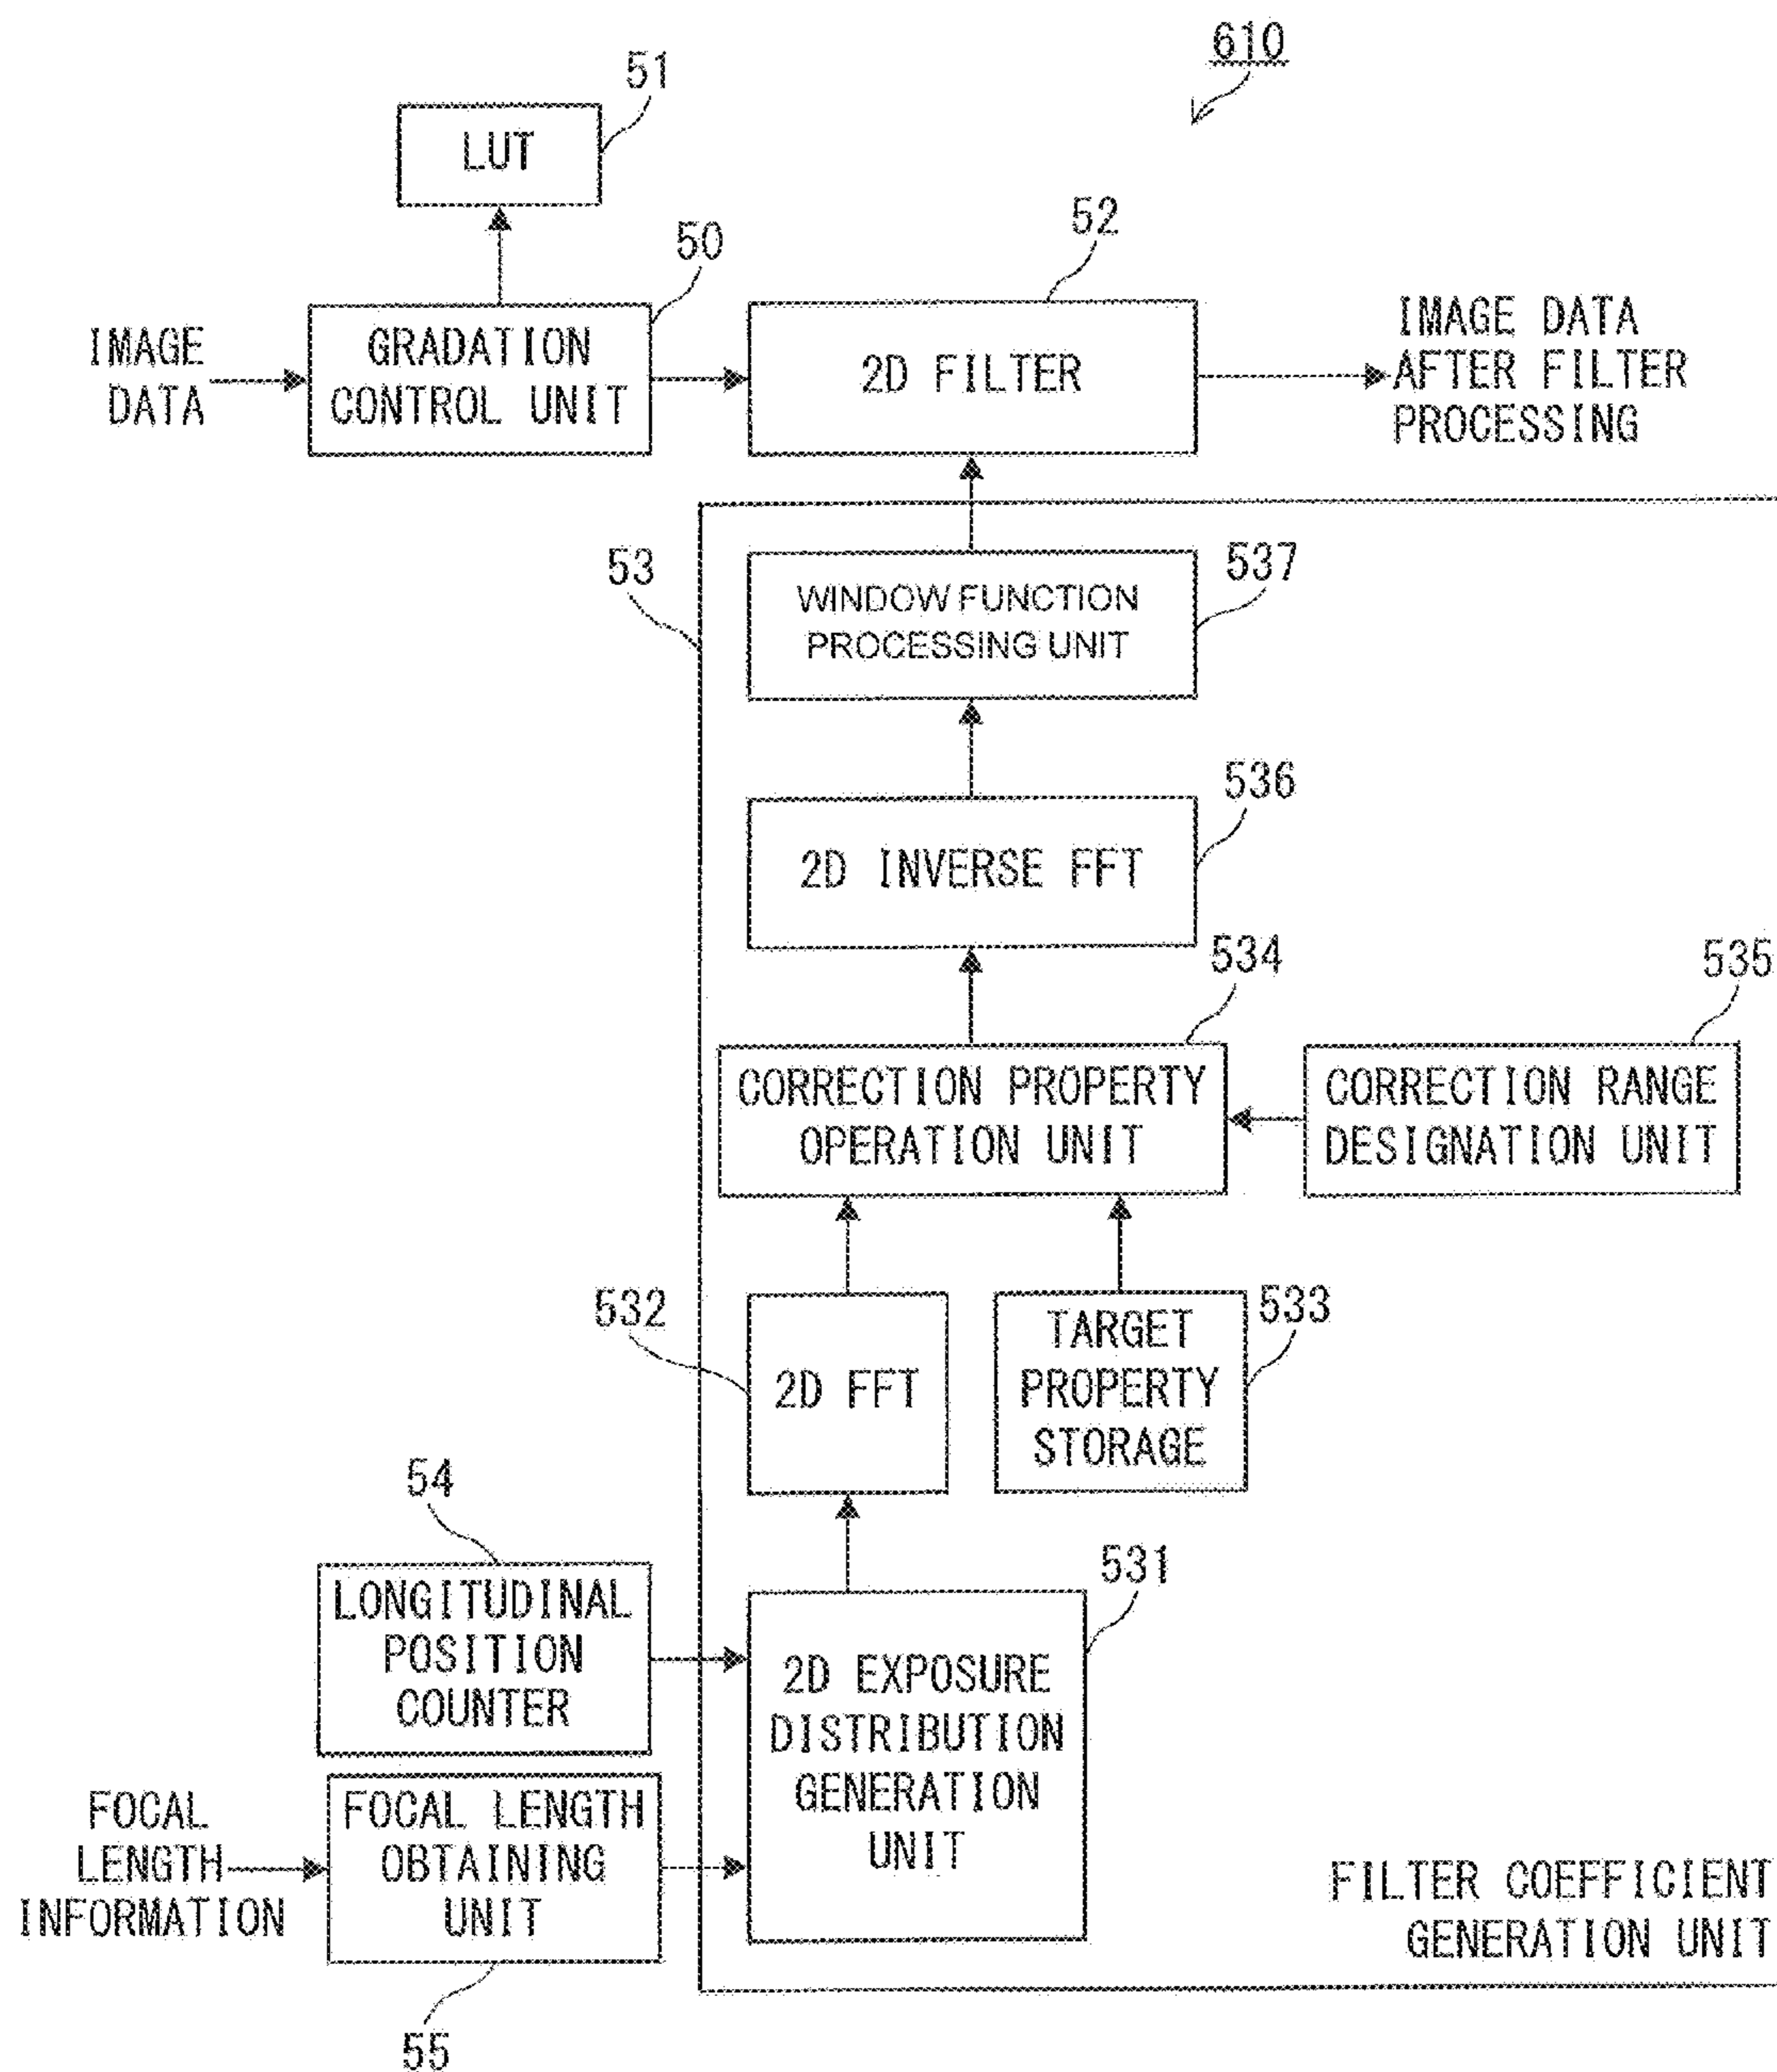 610
51
LUT
50
52
IMAGE
DATA
GRADATION
CONTROL UNIT
2D FILTER
IMAGE DATA
AFTER FILTER
PROCESSING
53
537
WINDOW FUNCTION
PROCESSING UNIT
536
2D INVERSE FFT
534
535
CORRECTION PROPERTY
OPERATION UNIT
CORRECTION RANGE
DESIGNATION UNIT
532
533
2D FFT
TARGET
PROPERTY
STORAGE
54
531
LONGITUDINAL
POSITION
COUNTER
2D EXPOSURE
DISTRIBUTION
GENERATION
UNIT
FOCAL
LENGTH
INFORMATION
FOCAL LENGTH
OBTAINING
UNIT
55
FILTER COEFFICIENT
GENERATION UNIT